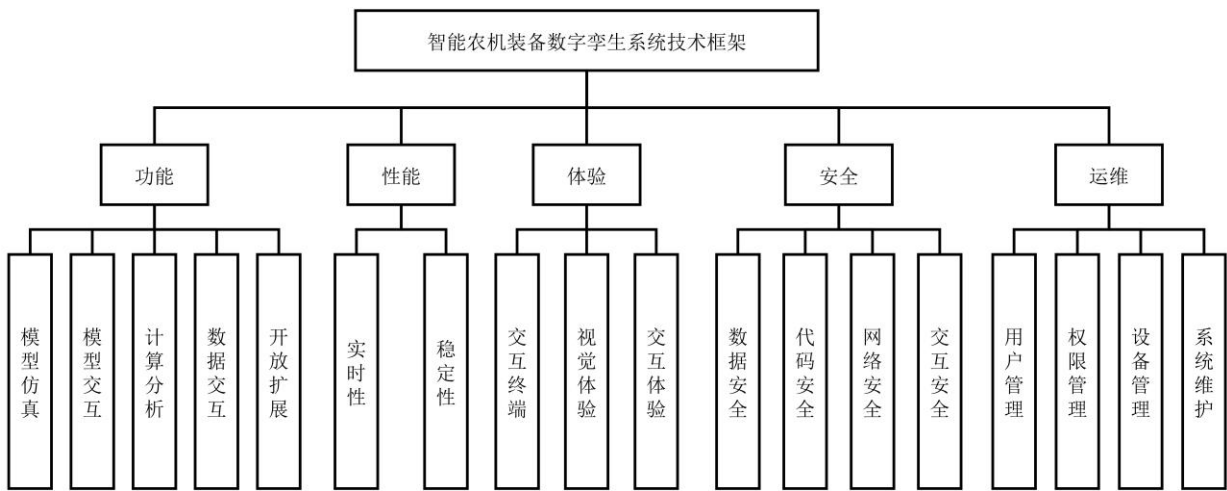 智能农机装备数字孪生系统技术框架
功能
性能
体验
安全
运维
模型仿真
模型交互
计算分析
数据交互
开放扩展
实时性
稳定性
交互终端
视觉体验
交互体验
数据安全
代码安全
网络安全
交互安全
用户管理
权限管理
设备管理
系统维护